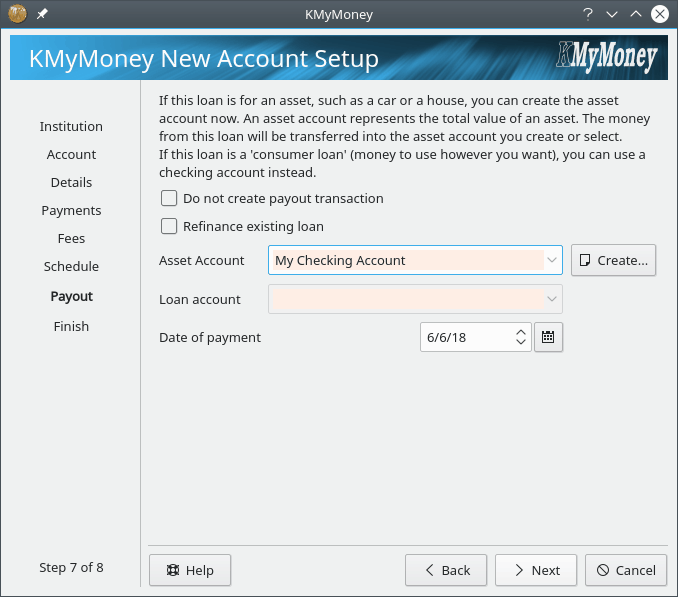 KMyMoney
KMyMoney New Account Setup
KMyMoney
Institution
Account
Details
Payments
Fees
Schedule
Payout
Finish
Step 7 of 8
If this loan is for an asset, such as a car or a house, you can create the asset
account now. An asset account represents the total value of an asset. The money
from this loan will be transferred into the asset account you create or select.
If this loan is a 'consumer loan' (money to use however you want), you can use a
checking account instead.
Do not create payout transaction
Refinance existing loan
Asset Account My Checking Account Create...
Loan account
Date of payment 6/6/18
Help Back Next Cancel